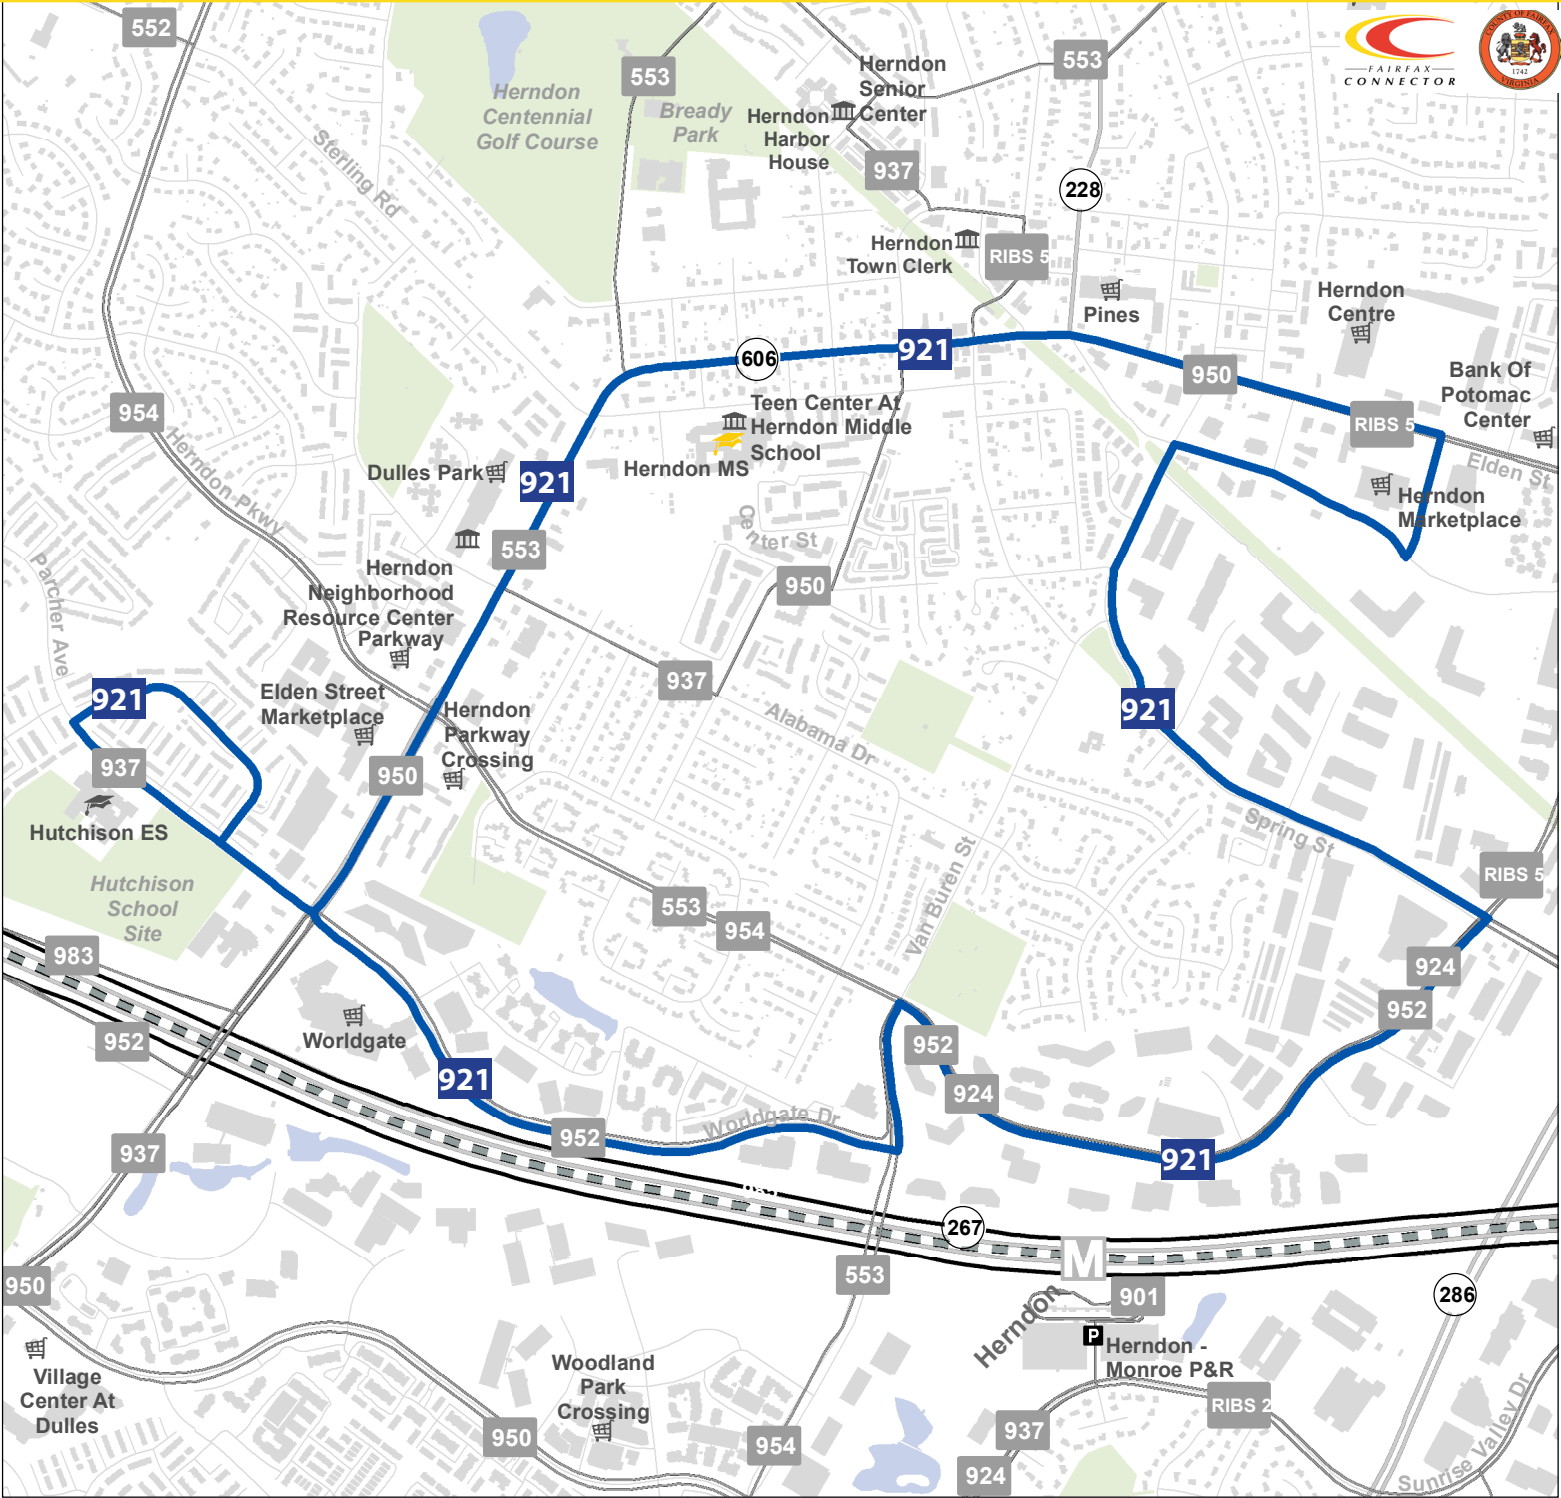 552
553
553
Herndon
Centennial
Golf Course
Bready
Park
Herndon
Senior
Center
Herndon
Harbor
House
FAIRFAX
CONNECTOR
COUNTY OF FAIRFAX
1742
VIRGINIA
Sterling Rd
937
228
Herndon
Town Clerk
RIBS 5
Pines
Herndon
Centre
921
606
950
Bank Of
Potomac
Center
954
Teen Center At
Herndon Middle
School
RIBS 5
Herndon Pkwy
Dulles Park
921
Herndon MS
Elden St
Herndon
Marketplace
Center St
553
Herndon
Neighborhood
Resource Center
950
Parcher Ave
Parkway
937
921
Elden Street
Marketplace
Herndon
Parkway
Crossing
921
Alabama Dr
937
950
Hutchison ES
Spring St
Hutchison
School
Site
Van Buren St
RIBS 5
553
954
983
924
952
952
Worldgate
952
921
924
Worldgate Dr
952
937
921
267
M
553
Herndon
901
286
950
P
Herndon -
Monroe P&R
Village
Center At
Dulles
Woodland
Park
Crossing
RIBS 2
950
954
937
924
Sunrise Valley Dr